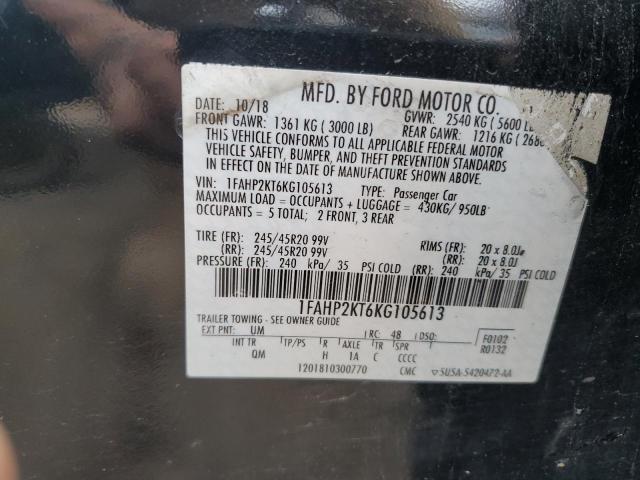 MFD. BY FORD MOTOR CO.
DATE: 10/18 GVWR: 2540 KG (5600 LB
FRONT GAWR: 1361 KG (3000 LB) REAR GAWR: 1216 KG (268
THIS VEHICLE CONFORMS TO ALL APPLICABLE FEDERAL MOTOR
VEHICLE SAFETY, BUMPER, AND THEFT PREVENTION STANDARDS
IN EFFECT ON THE DATE OF MANUFACTURE SHOWN ABOVE.
VIN: 1FAHP2KT6KG105613 TYPE: Passenger Car
MAXIMUM LOAD = OCCUPANTS + LUGGAGE = 430KG/ 950LB
OCCUPANTS = 5 TOTAL; 2 FRONT, 3 REAR
TIRE (FR): 245/45R20 99V RIMS (FR): 20 x 8.0J
(RR): 245/45R20 99V (RR): 20 x 8.0J
PRESSURE (FR): 240 kPa/ 35 PSI COLD (RR): 240 kPa/ 35 PSI COLD
1FAHP2KT6KG105613
TRAILER TOWING - SEE OWNER GUIDE
EXT PNT: UM RC: 48 DSO: F0102
INT TR TP/PS R AXLE TR SPR R0132
QM H 1A C CCCC
1201810300770 CMC ▽5U5A-5420472-AA